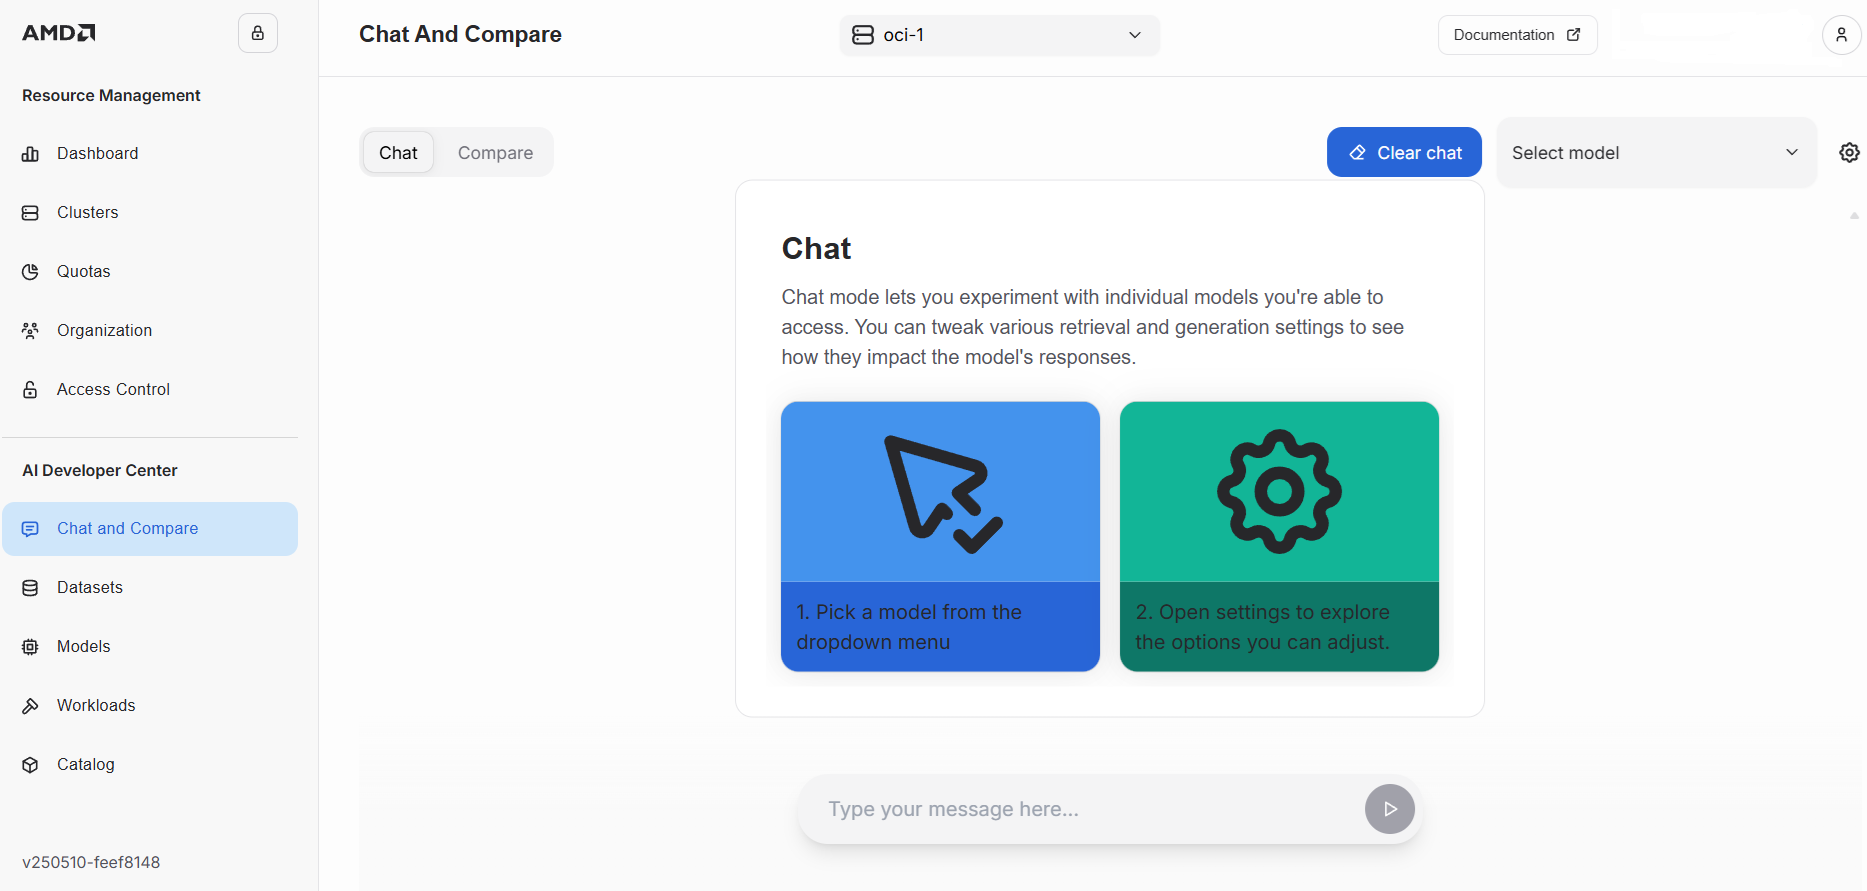 AMD
Chat And Compare
oci-1
Documentation
Resource Management
Dashboard
Clusters
Quotas
Organization
Access Control
AI Developer Center
Chat and Compare
Datasets
Models
Workloads
Catalog
v250510-feef8148
Chat
Compare
Clear chat
Select model
Chat
Chat mode lets you experiment with individual models you're able to
access. You can tweak various retrieval and generation settings to see
how they impact the model's responses.
1. Pick a model from the
dropdown menu
2. Open settings to explore
the options you can adjust.
Type your message here...